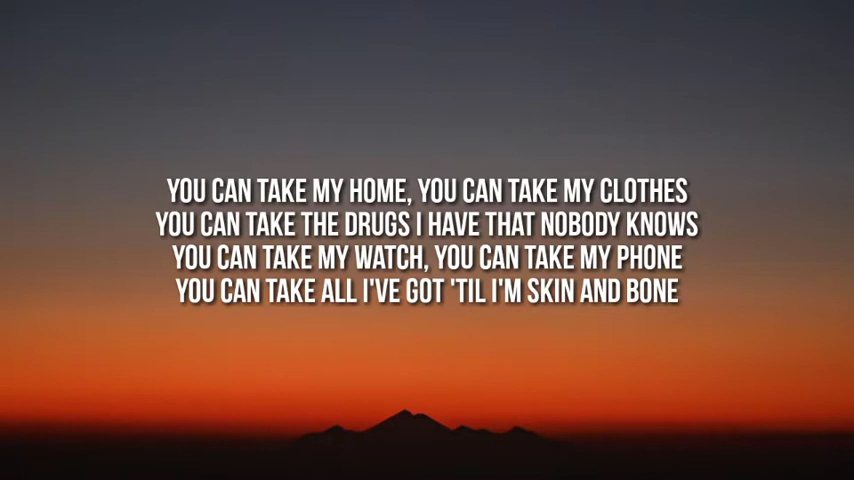 YOU CAN TAKE MY HOME, YOU CAN TAKE MY CLOTHES
YOU CAN TAKE THE DRUGS I HAVE THAT NOBODY KNOWS
YOU CAN TAKE MY WATCH, YOU CAN TAKE MY PHONE
YOU CAN TAKE ALL I'VE GOT 'TIL I'M SKIN AND BONE